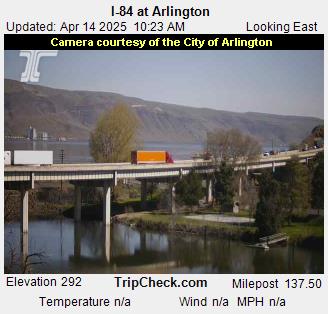 I-84 at Arlington
Updated: Apr 14 2025 10:23 AM Looking East
Camera courtesy of the City of Arlington
Elevation 292 TripCheck.com Milepost 137.50
Temperature n/a Wind n/a MPH n/a